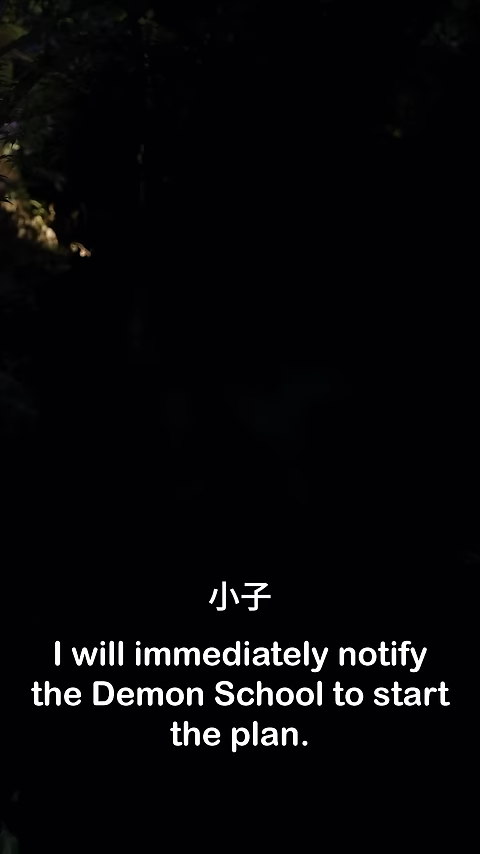 小子
I will immediately notify
the Demon School to start
the plan.